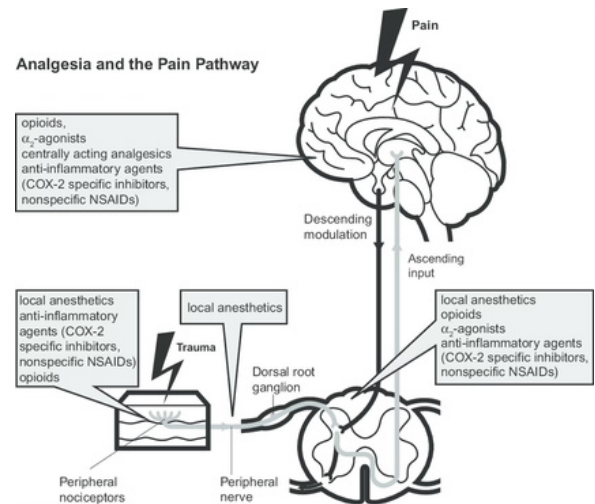 Pain
Analgesia and the Pain Pathway
opioids,
α₂-agonists
centrally acting analgesics
anti-inflammatory agents
(COX-2 specific inhibitors,
nonspecific NSAIDs)
Descending
modulation
Ascending
input
local anesthetics
anti-inflammatory
agents (COX-2
specific inhibitors,
nonspecific NSAIDs)
opioids
Trauma
local anesthetics
Dorsal root
ganglion
local anesthetics
opioids
α₂-agonists
anti-inflammatory agents
(COX-2 specific inhibitors,
nonspecific NSAIDs)
Peripheral
nociceptors
Peripheral
nerve